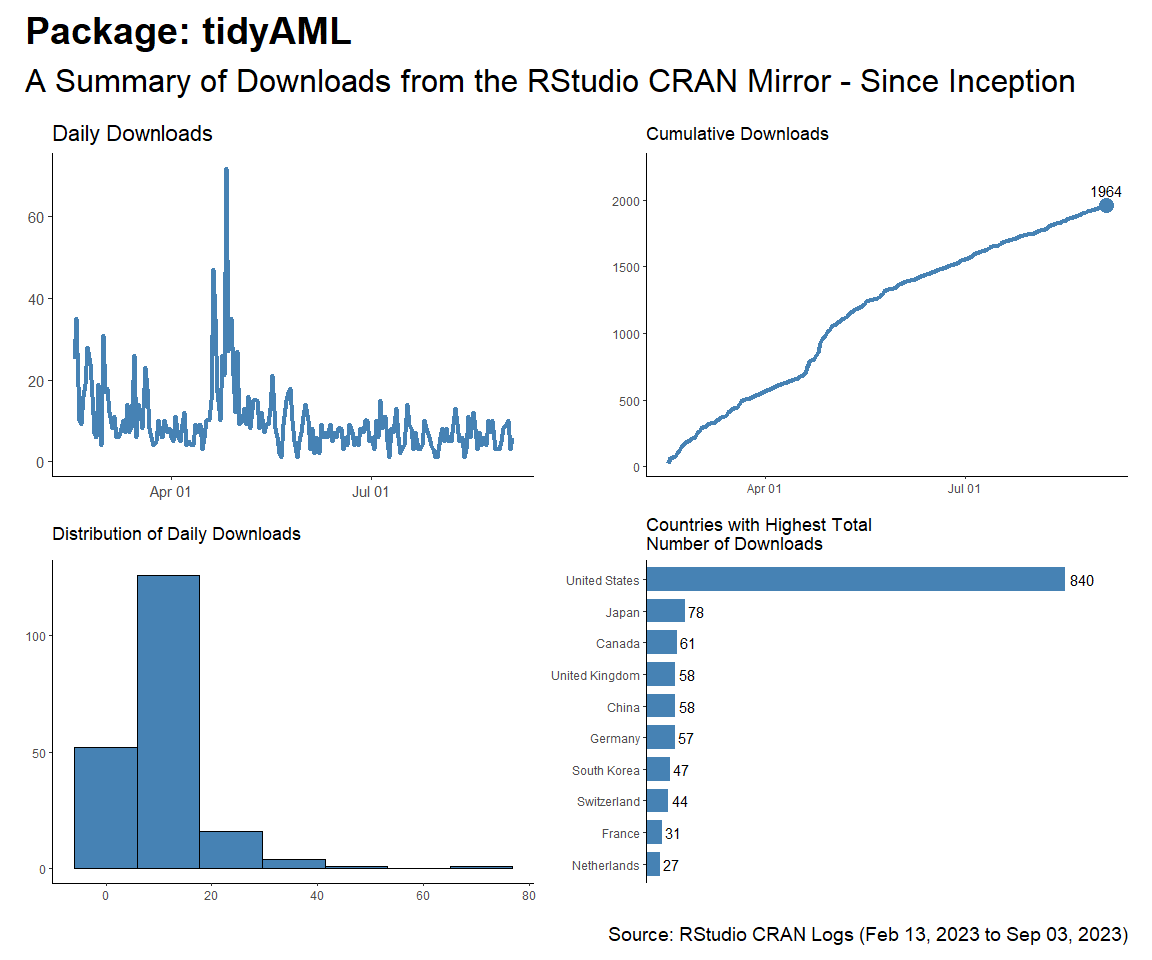 Package: tidyAML
A Summary of Downloads from the RStudio CRAN Mirror - Since Inception
Daily Downloads
60
40
20
0
Apr 01
Jul 01
Cumulative Downloads
1964
2000
1500
1000
500
0
Apr 01
Jul 01
Distribution of Daily Downloads
100
50
0
0
20
40
60
80
Countries with Highest Total
Number of Downloads
United States 840
Japan 78
Canada 61
United Kingdom 58
China 58
Germany 57
South Korea 47
Switzerland 44
France 31
Netherlands 27
Source: RStudio CRAN Logs (Feb 13, 2023 to Sep 03, 2023)